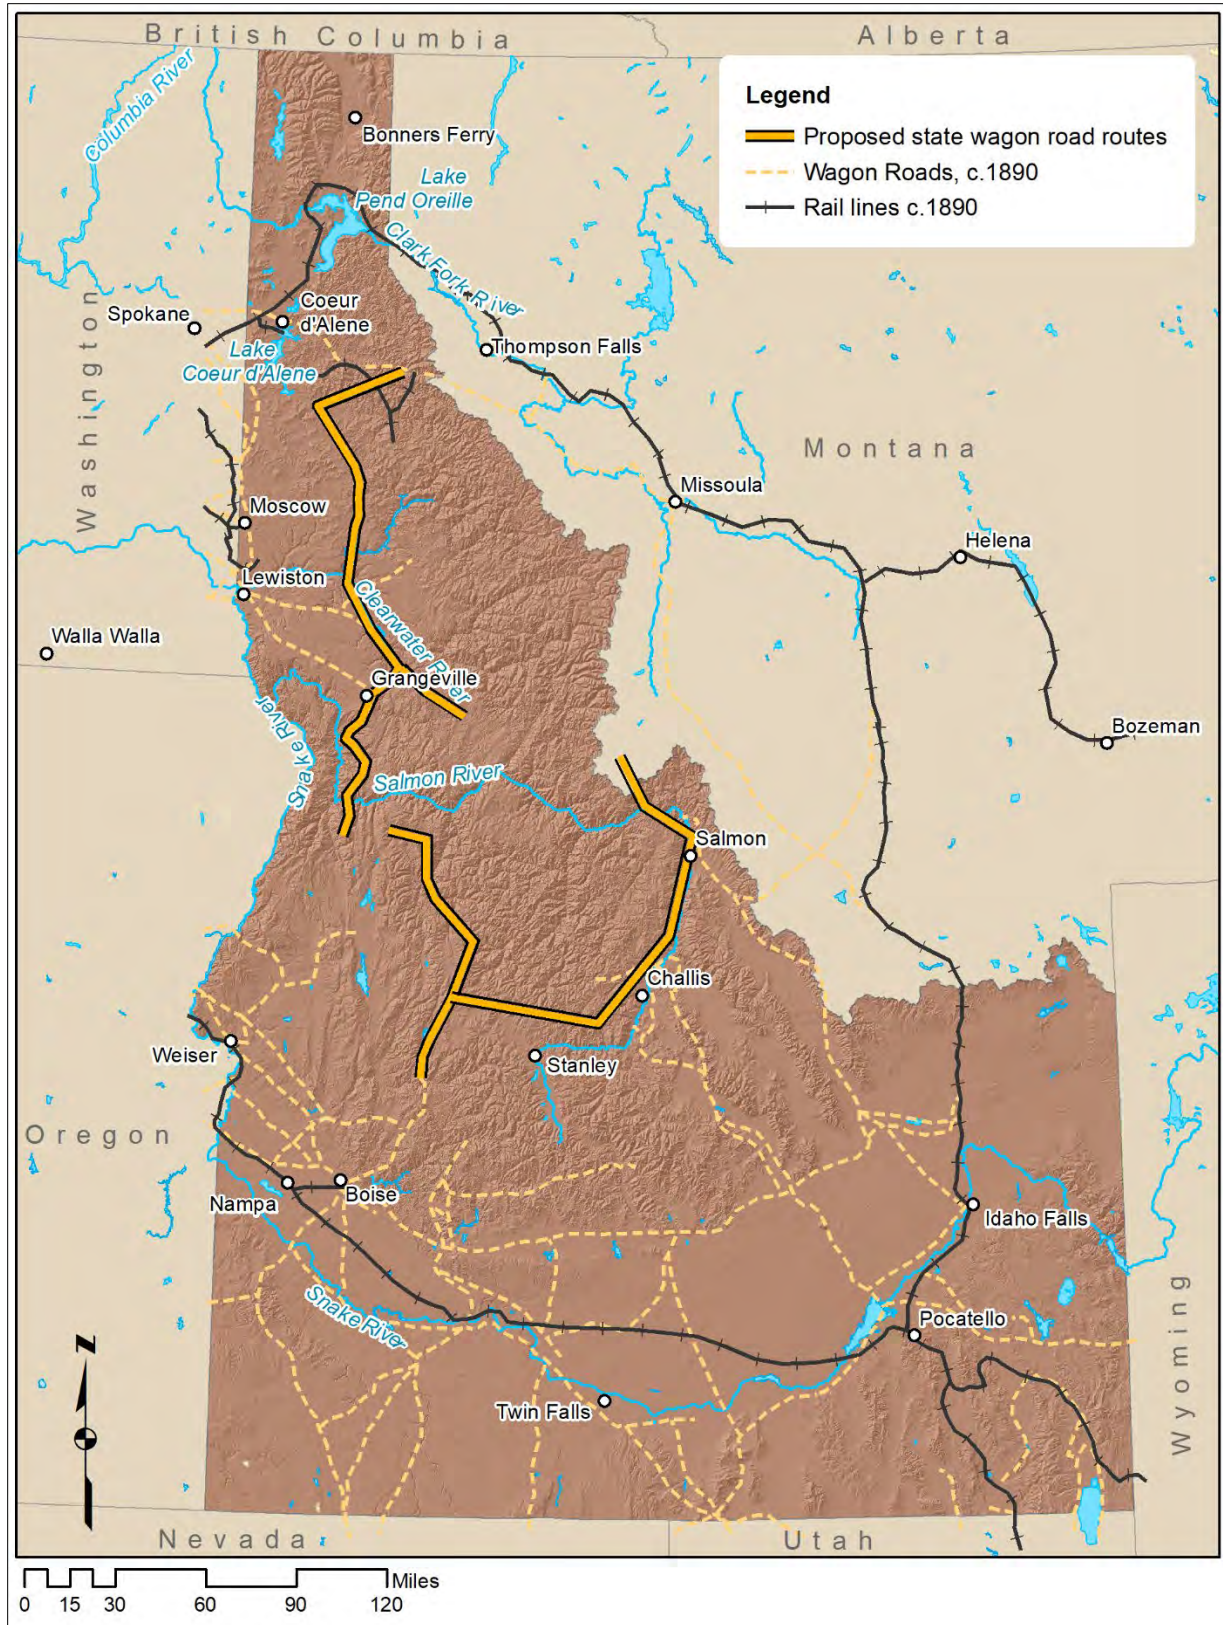 British Columbia
Alberta
Legend
Proposed state wagon road routes
Wagon Roads, c.1890
Rail lines c.1890
Columbia River
Bonners Ferry
Lake
Pend Oreille
Clark Fork River
Washington
Spokane
Coeur
d'Alene
Lake
Coeur d'Alene
Thompson Falls
Montana
Missoula
Moscow
Helena
Lewiston
Clearwater River
Walla Walla
Grangeville
Snake River
Bozeman
Salmon River
Salmon
Challis
Weiser
Stanley
Oregon
Nampa
Boise
Idaho Falls
Snake River
Pocatello
Wyoming
Twin Falls
N
Nevada
Utah
Miles
0 15 30 60 90 120